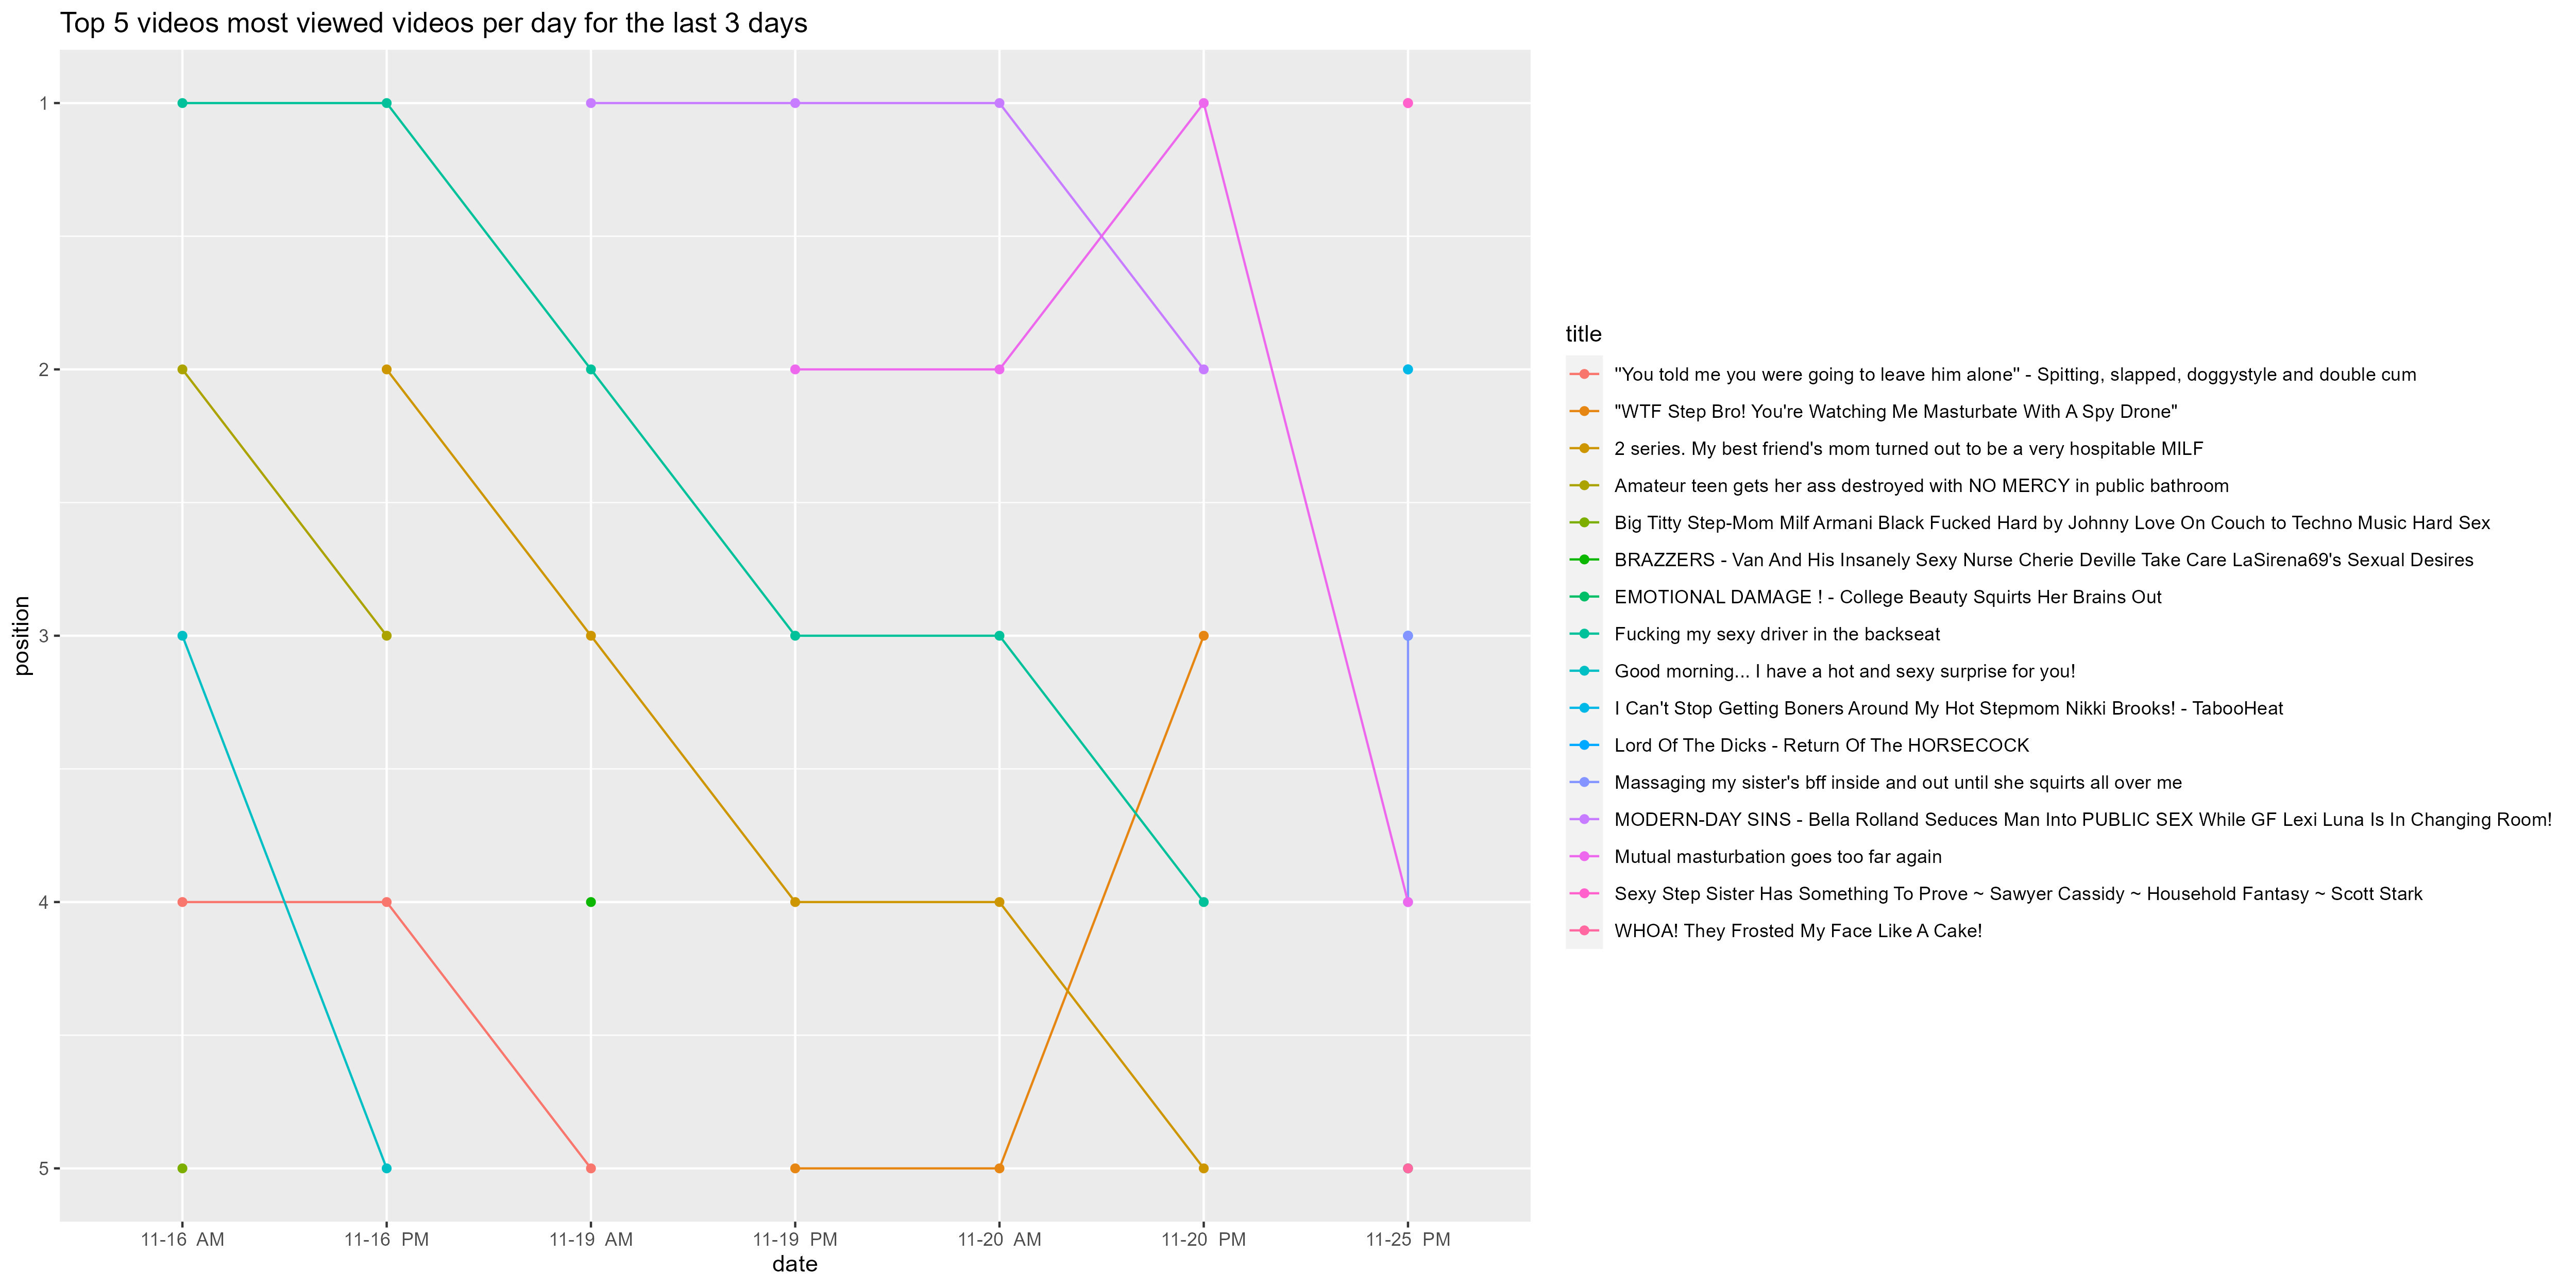 Top 5 videos most viewed videos per day for the last 3 days
position
1
2
3
4
5
11-16 AM
11-16 PM
11-19 AM
11-19 PM
11-20 AM
11-20 PM
11-25 PM
date
title
"You told me you were going to leave him alone" - Spitting, slapped, doggystyle and double cum
"WTF Step Bro! You're Watching Me Masturbate With A Spy Drone"
2 series. My best friend's mom turned out to be a very hospitable MILF
Amateur teen gets her ass destroyed with NO MERCY in public bathroom
Big Titty Step-Mom Milf Armani Black Fucked Hard by Johnny Love On Couch to Techno Music Hard Sex
BRAZZERS - Van And His Insanely Sexy Nurse Cherie Deville Take Care LaSirena69's Sexual Desires
EMOTIONAL DAMAGE ! - College Beauty Squirts Her Brains Out
Fucking my sexy driver in the backseat
Good morning... I have a hot and sexy surprise for you!
I Can't Stop Getting Boners Around My Hot Stepmom Nikki Brooks! - TabooHeat
Lord Of The Dicks - Return Of The HORSECOCK
Massaging my sister's bff inside and out until she squirts all over me
MODERN-DAY SINS - Bella Rolland Seduces Man Into PUBLIC SEX While GF Lexi Luna Is In Changing Room!
Mutual masturbation goes too far again
Sexy Step Sister Has Something To Prove ~ Sawyer Cassidy ~ Household Fantasy ~ Scott Stark
WHOA! They Frosted My Face Like A Cake!